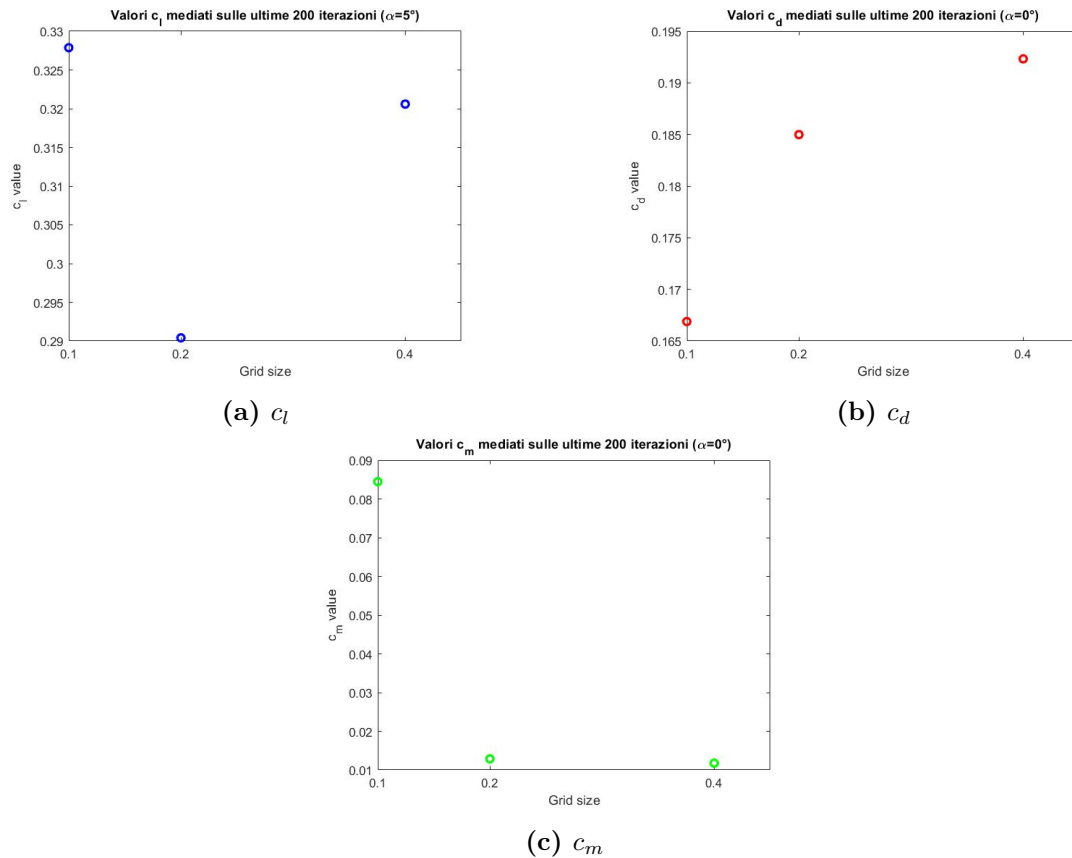 Valori c_l mediati sulle ultime 200 iterazioni (α=5°)
0.33
0.325
0.32
0.315
0.31
0.305
0.3
0.295
0.29
c_l value
0.1 0.2 0.4
Grid size
(a) c_l
Valori c_d mediati sulle ultime 200 iterazioni (α=0°)
0.195
0.19
0.185
0.18
0.175
0.17
0.165
c_d value
0.1 0.2 0.4
Grid size
(b) c_d
Valori c_m mediati sulle ultime 200 iterazioni (α=0°)
0.09
0.08
0.07
0.06
0.05
0.04
0.03
0.02
0.01
c_m value
0.1 0.2 0.4
Grid size
(c) c_m